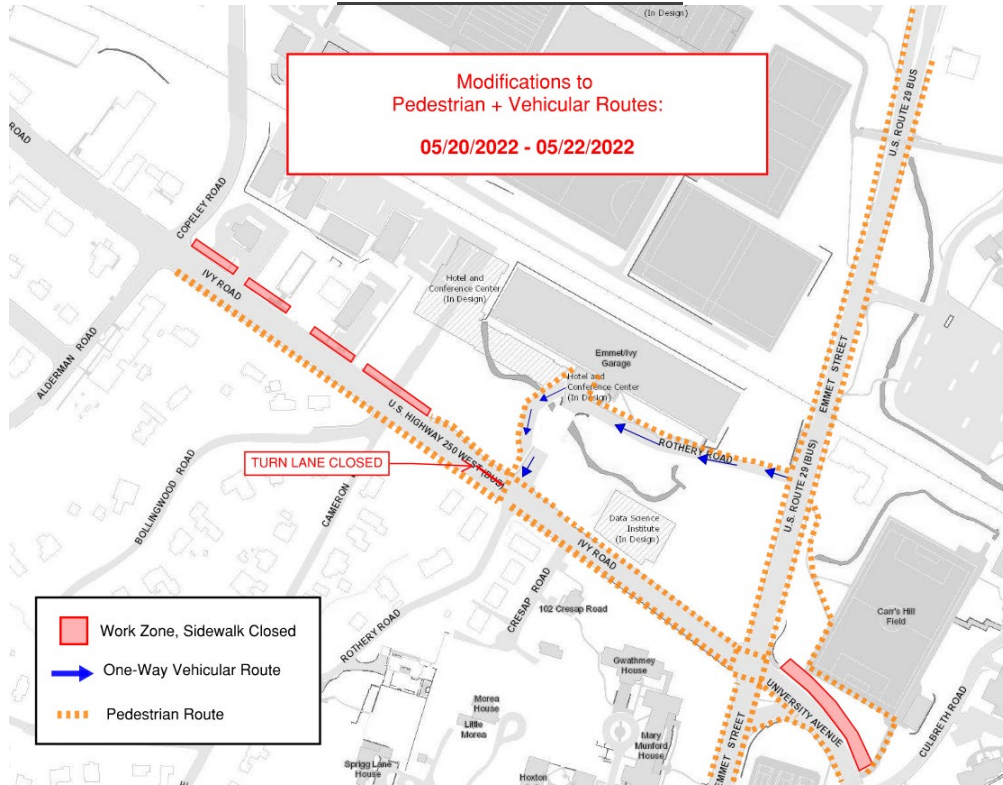 (In Design)
Modifications to
Pedestrian + Vehicular Routes:
05/20/2022 - 05/22/2022
U.S. ROUTE 29 BUS
ROAD
COPELEY ROAD
IVY ROAD
ALDERMAN ROAD
Hotel and
Conference Center
(In Design)
Emmet/Ivy
Garage
Hotel and
Conference Center
(In Design)
EMMET STREET
U.S. ROUTE 29 (BUS)
ROTHERY ROAD
U.S. HIGHWAY 250 WEST (BUS)
TURN LANE CLOSED
BOLLINGWOOD ROAD
CAMERON
Data Science
Institute
(In Design)
IVY ROAD
CRESAP ROAD
102 Cresap Road
ROTHERY ROAD
Carr's Hill
Field
Gwathmey
House
UNIVERSITY AVENUE
CULBRETH ROAD
EMMET STREET
Morea
House
Little
Morea
Mary
Munford
House
Sprigg Lane
House
Hoxton
Work Zone, Sidewalk Closed
One-Way Vehicular Route
Pedestrian Route